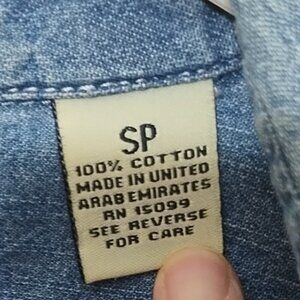 SP
100% COTTON
MADE IN UNITED
ARAB EMIRATES
RN 15099
SEE REVERSE
FOR CARE